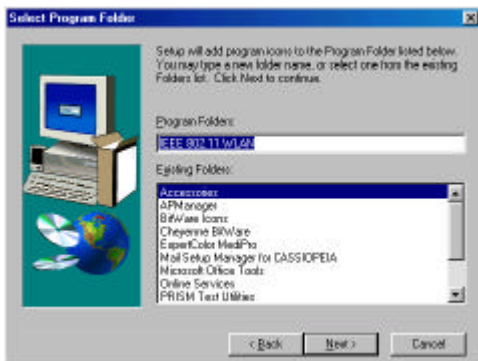 Select Program Folder
Setup will add program icons to the Program Folder listed below.
You may type a new folder name, or select one from the existing
Folders list. Click Next to continue.
Program Folders:
IEEE 802.11 WLAN
Existing Folders:
Accessories
APManager
BitWare Icons
Cheyenne BitWare
ExpertColor MediPro
Mail Setup Manager for CASSIOPEIA
Microsoft Office Tools
Online Services
PRISM Test Utilities
< Back
Next >
Cancel